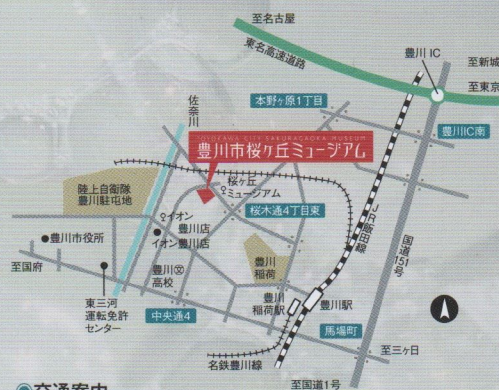 至名古屋
東名高速道路
豊川 IC
至新城
至東京
佐奈川
本野ヶ原1丁目
豊川IC南
TOYOKAWA CITY SAKURAGAOKA MUSEUM
豊川市桜ヶ丘ミュージアム
陸上自衛隊
豊川駐屯地
桜ヶ丘
ミュージアム
桜木通4丁目東
イオン
豊川店
イオン豊川店
豊川市役所
至国府
豊川㊛
高校
豊川
稲荷
JR飯田線
国道151号
東三河
運転免許
センター
中央通4
豊川
稲荷駅
豊川駅
馬場町
名鉄豊川線
至三ヶ日
至国道1号
交通案内